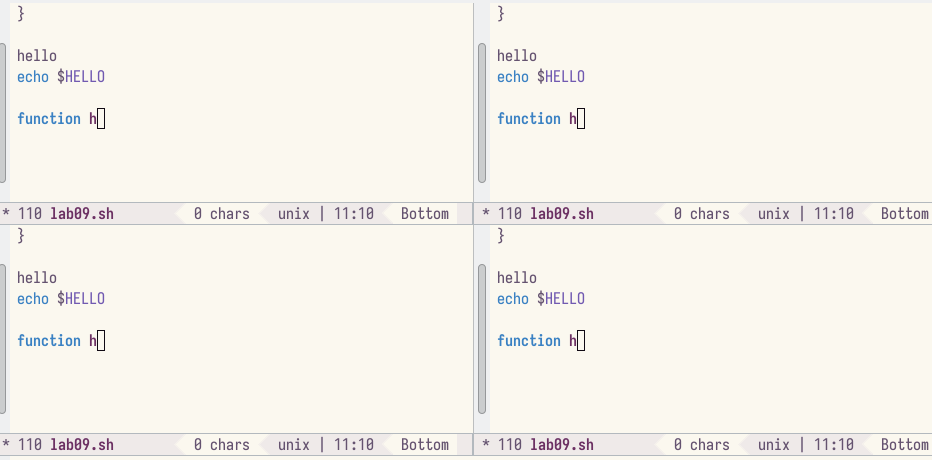 }
hello
echo $HELLO
function h
* 110 lab09.sh 0 chars unix | 11:10 Bottom
}
hello
echo $HELLO
function h
* 110 lab09.sh 0 chars unix | 11:10 Bottom
}
hello
echo $HELLO
function h
* 110 lab09.sh 0 chars unix | 11:10 Bottom
}
hello
echo $HELLO
function h
* 110 lab09.sh 0 chars unix | 11:10 Bottom